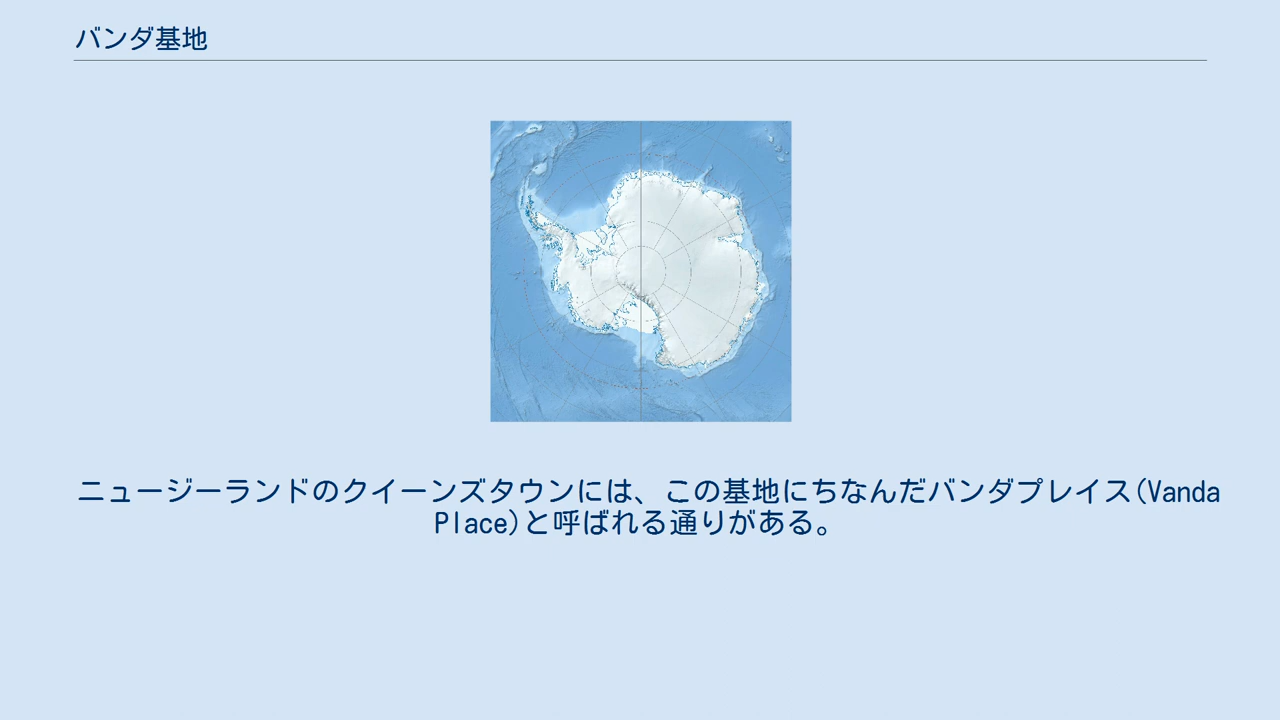 バンダ基地
ニュージーランドのクイーンズタウンには、この基地にちなんだバンダプレイス(Vanda
Place)と呼ばれる通りがある。